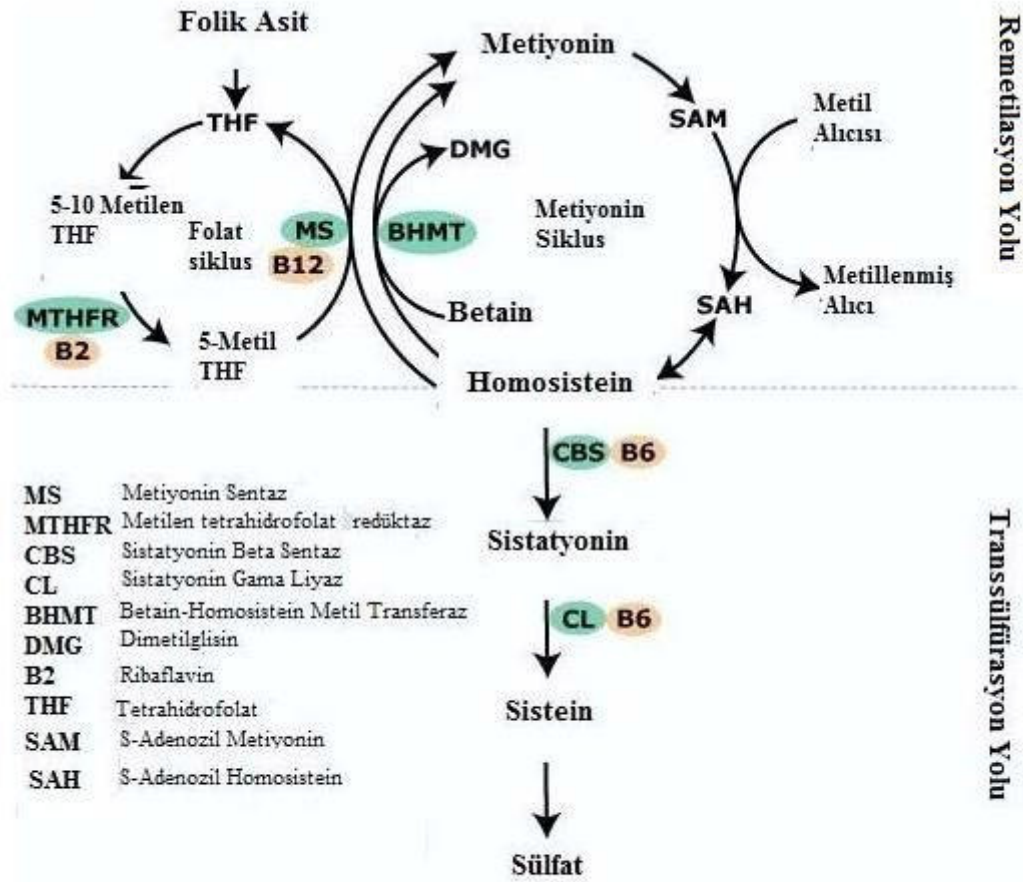 Folik Asit
Metiyonin
Remetilasyon Yolu
THF
SAM
Metil
Alıcısı
DMG
5-10 Metilen
THF
Folat
siklus
MS
B12
BHMT
Metiyonin
Siklus
Metillenmiş
Alıcı
SAH
Betain
MTHFR
B2
5-Metil
THF
Homosistein
CBS B6
Sistatyonin
CL B6
Sistein
Sülfat
Transsülfürasyon Yolu
MS Metiyonin Sentaz
MTHFR Metilen tetrahidrofolat redüktaz
CBS Sistatyonin Beta Sentaz
CL Sistatyonin Gama Liyaz
BHMT Betain-Homosistein Metil Transferaz
DMG Dimetilglisin
B2 Ribaflavin
THF Tetrahidrofolat
SAM S-Adenozil Metiyonin
SAH S-Adenozil Homosistein